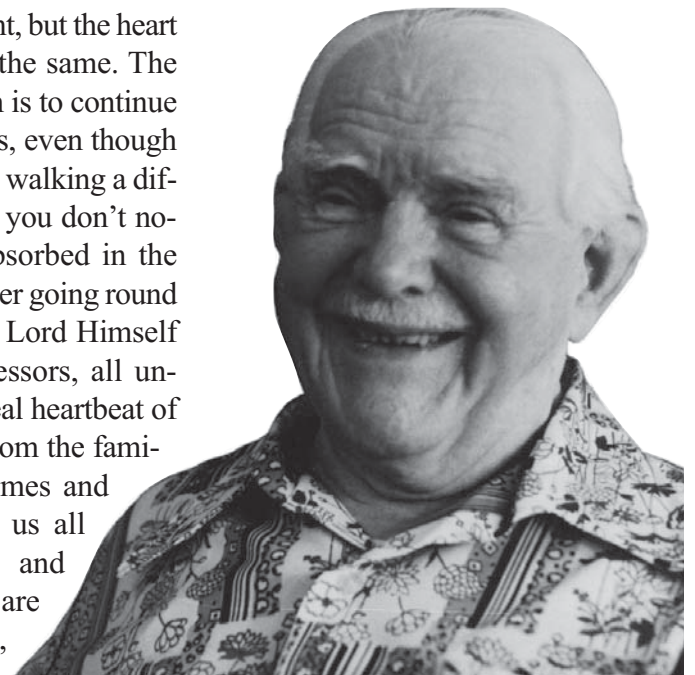 nt, but the heart
the same. The
n is to continue
s, even though
walking a dif-
you don’t no-
bsorbed in the
er going round
Lord Himself
essors, all un-
eal heartbeat of
om the fami-
mes and
us all
and
are
,